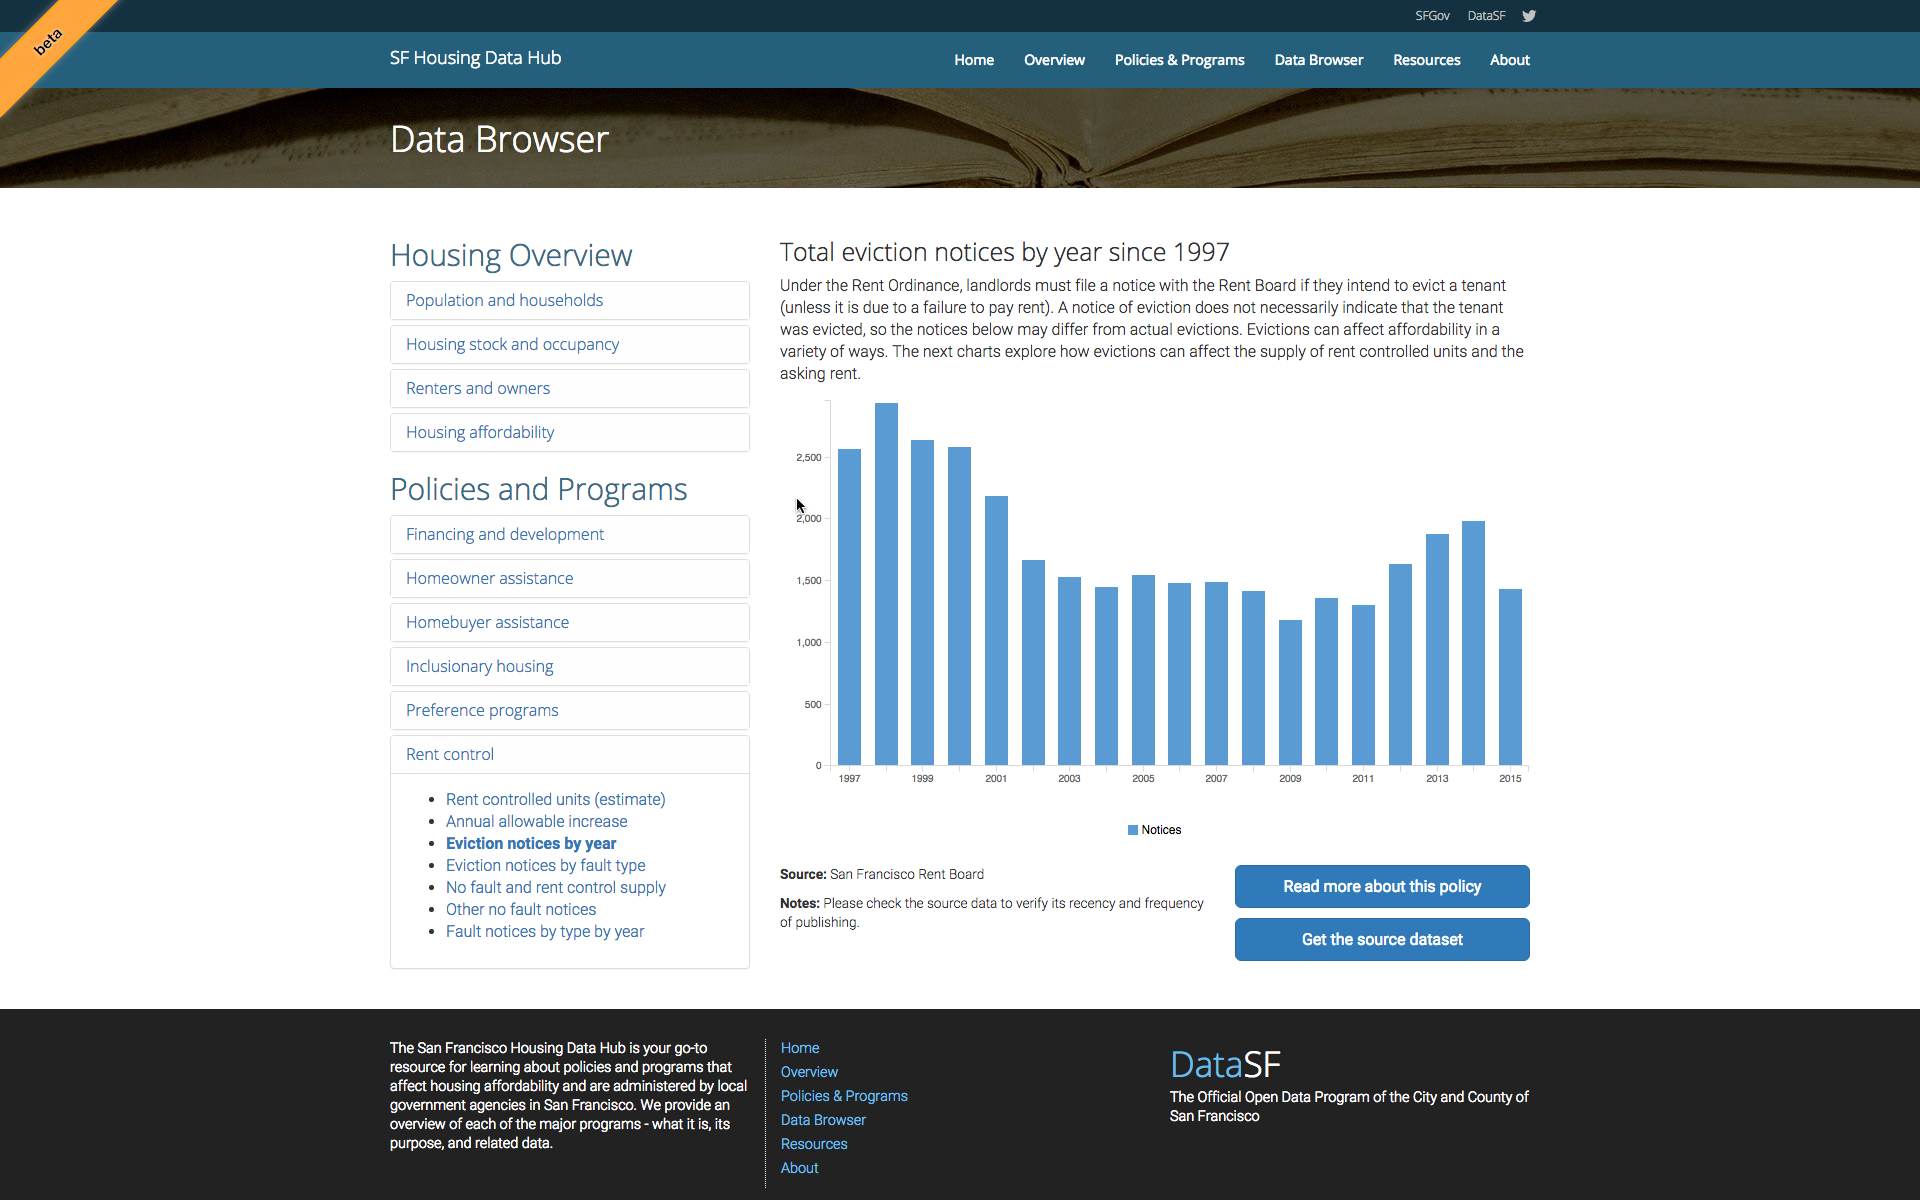 beta
SFGov DataSF
SF Housing Data Hub
Home Overview Policies & Programs Data Browser Resources About
Data Browser
Housing Overview
Population and households
Housing stock and occupancy
Renters and owners
Housing affordability
Policies and Programs
Financing and development
Homeowner assistance
Homebuyer assistance
Inclusionary housing
Preference programs
Rent control
Rent controlled units (estimate)
Annual allowable increase
Eviction notices by year
Eviction notices by fault type
No fault and rent control supply
Other no fault notices
Fault notices by type by year
Total eviction notices by year since 1997
Under the Rent Ordinance, landlords must file a notice with the Rent Board if they intend to evict a tenant
(unless it is due to a failure to pay rent). A notice of eviction does not necessarily indicate that the tenant
was evicted, so the notices below may differ from actual evictions. Evictions can affect affordability in a
variety of ways. The next charts explore how evictions can affect the supply of rent controlled units and the
asking rent.
2,500
2,000
1,500
1,000
500
0
1997 1999 2001 2003 2005 2007 2009 2011 2013 2015
Notices
Source: San Francisco Rent Board
Notes: Please check the source data to verify its recency and frequency
of publishing.
Read more about this policy
Get the source dataset
The San Francisco Housing Data Hub is your go-to
resource for learning about policies and programs that
affect housing affordability and are administered by local
government agencies in San Francisco. We provide an
overview of each of the major programs - what it is, its
purpose, and related data.
Home
Overview
Policies & Programs
Data Browser
Resources
About
DataSF
The Official Open Data Program of the City and County of
San Francisco